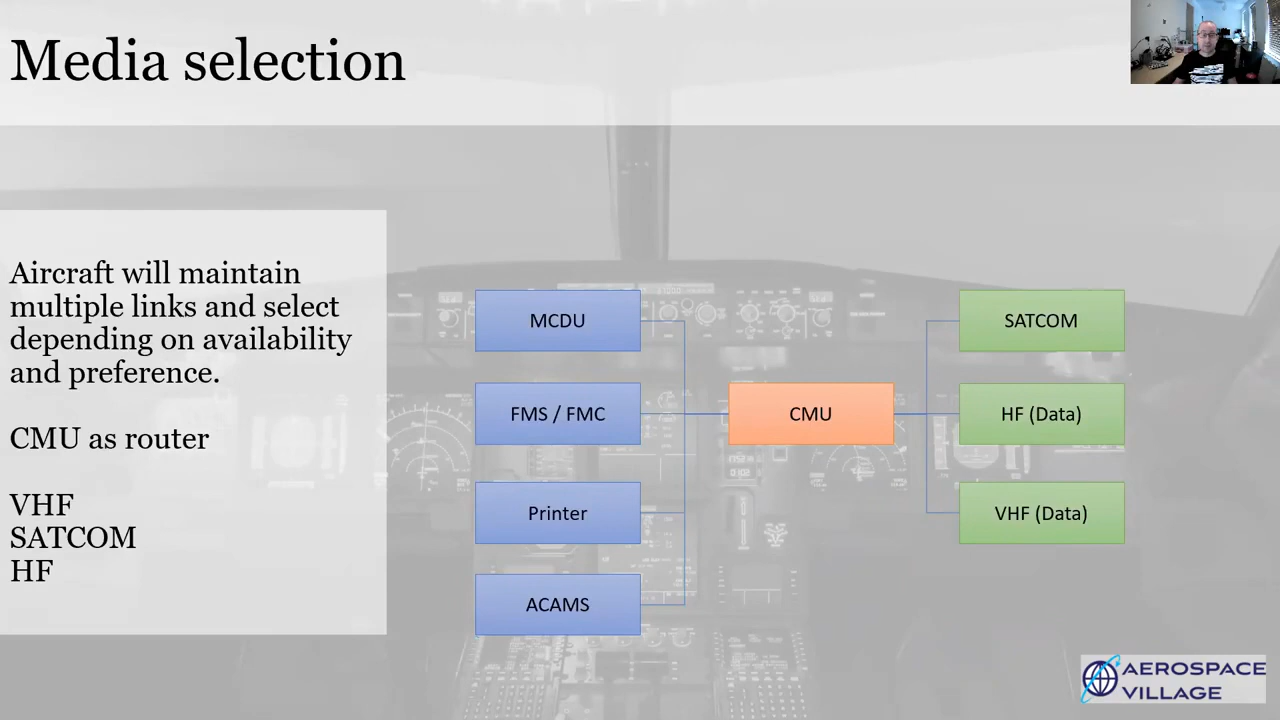 Media selection
Aircraft will maintain
multiple links and select
depending on availability
and preference.
CMU as router
VHF
SATCOM
HF
MCDU
FMS / FMC
Printer
ACAMS
CMU
SATCOM
HF (Data)
VHF (Data)
AEROSPACE
VILLAGE